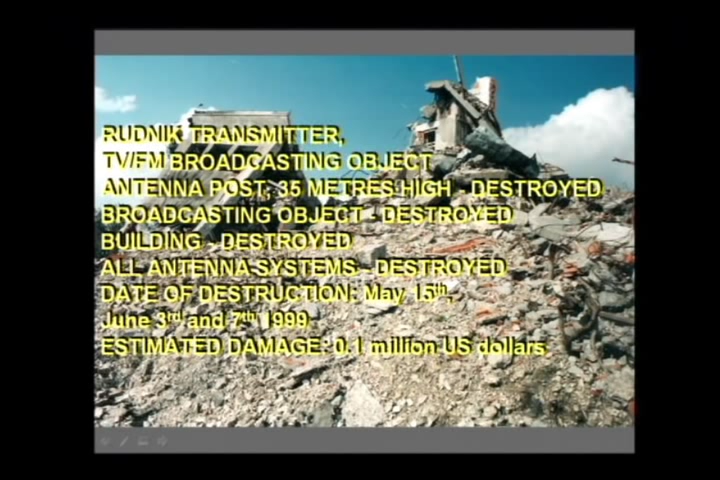 RUDNIK TRANSMITTER,
TV/FM BROADCASTING OBJECT
ANTENNA POST, 35 METRES HIGH - DESTROYED
BROADCASTING OBJECT - DESTROYED
BUILDING - DESTROYED
ALL ANTENNA SYSTEMS - DESTROYED
DATE OF DESTRUCTION: May 15th,
June 3rd and 7th 1999
ESTIMATED DAMAGE: 0.1 million US dollars